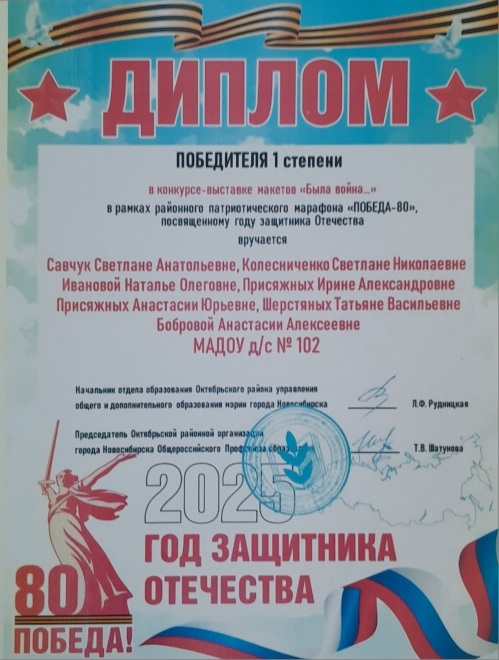 ДИПЛОМ
ПОБЕДИТЕЛЯ 1 степени
в конкурсе-выставке макетов «Была война...»
в рамках районного патриотического марафона «ПОБЕДА-80»,
посвященному году защитника Отечества
вручается
Савчук Светлане Анатольевне, Колесниченко Светлане Николаевне
Ивановой Наталье Олеговне, Присяжных Ирине Александровне
Присяжных Анастасии Юрьевне, Шерстяных Татьяне Васильевне
Бобровой Анастасии Алексеевне
МАДОУ д/с № 102
Начальник отдела образования Октябрьского района управления
общего и дополнительного образования мэрии города Новосибирска
Л.Ф. Рудницкая
Председатель Октябрьской районной организации
города Новосибирска Общероссийского Профсоюза образования
Т.В. Шатунова
2025
ГОД ЗАЩИТНИКА
ОТЕЧЕСТВА
80
ПОБЕДА!